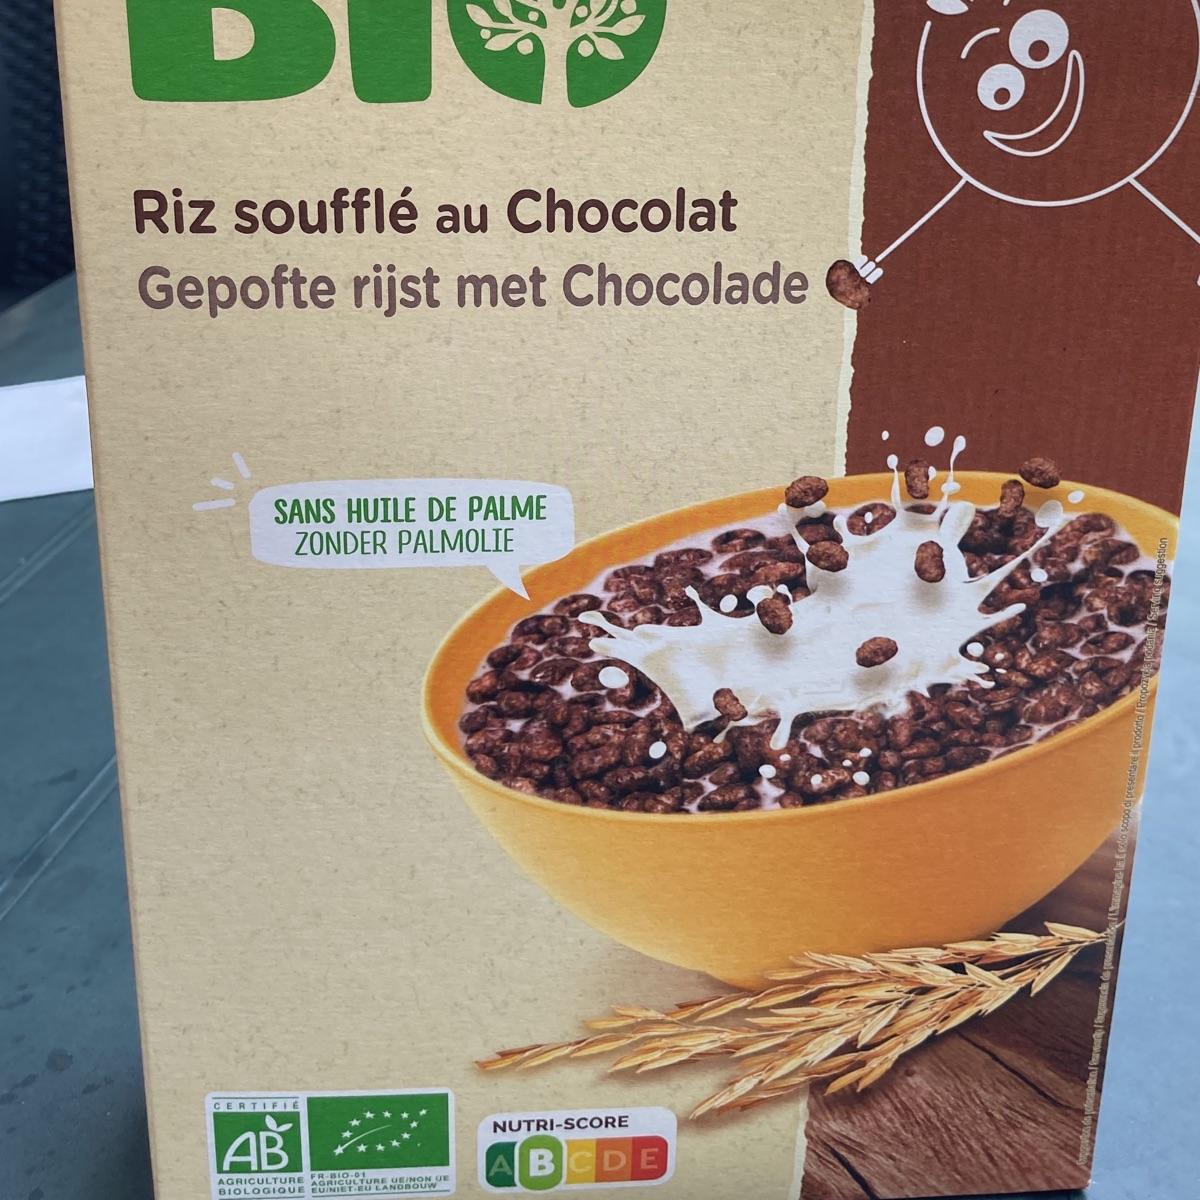 BIO
Riz soufflé au Chocolat
Gepofte rijst met Chocolade
SANS HUILE DE PALME
ZONDER PALMOLIE
CERTIFIÉ
AB
AGRICULTURE
BIOLOGIQUE
FR-BIO-01
AGRICULTURE UE/NON UE
EU/NIET-EU LANDBOUW
NUTRI-SCORE
A B C D E